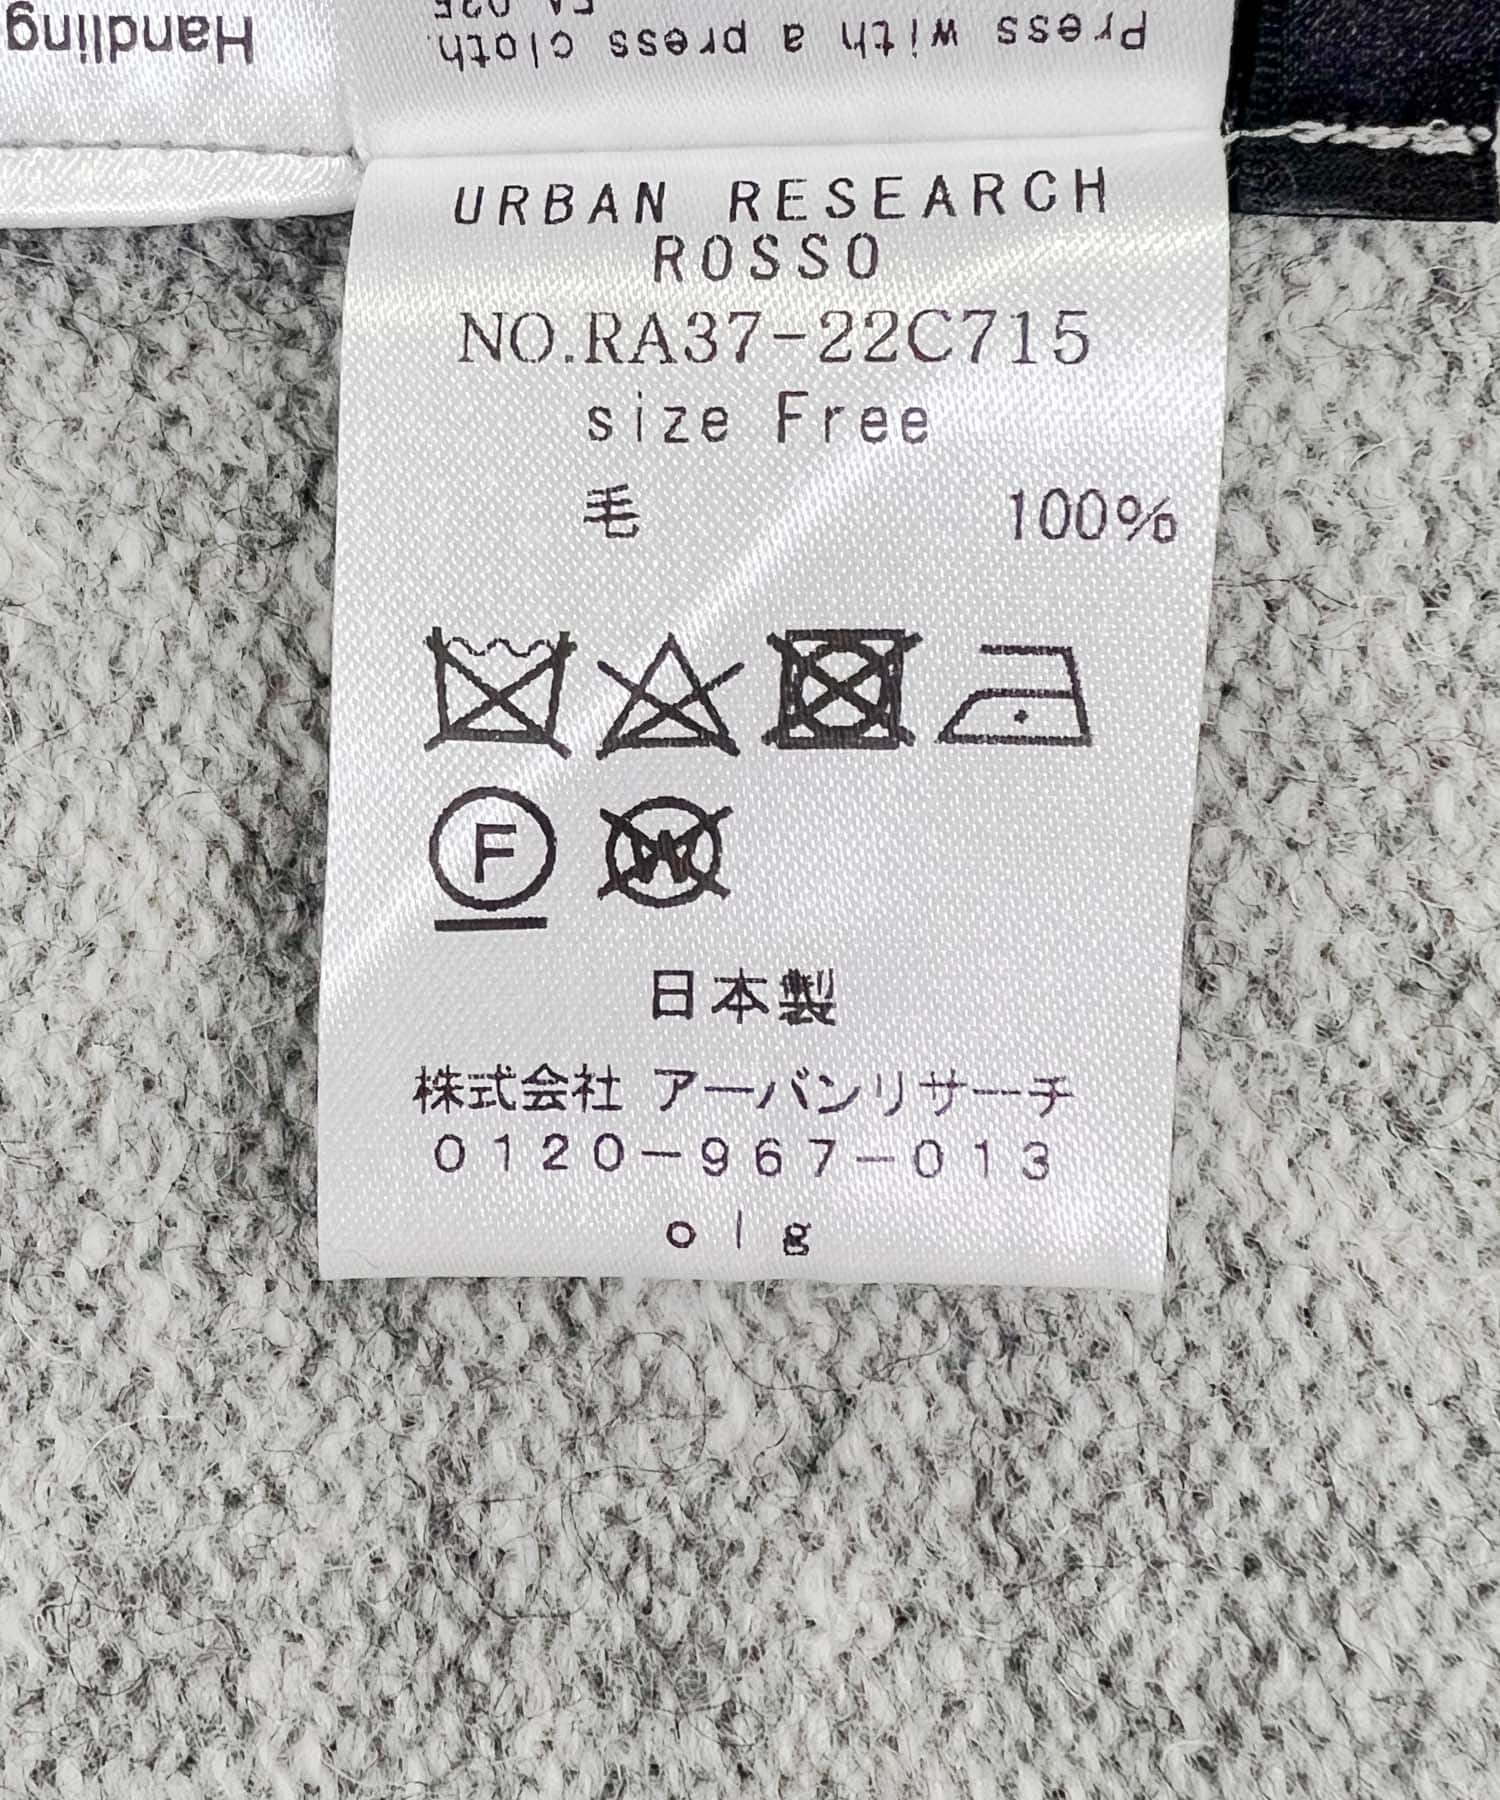 Handling
Press with a press cloth.
URBAN RESEARCH
ROSSO
NO.RA37-22C715
size Free
毛 100%
F
W
日本製
株式会社 アーバンリサーチ
0120-967-013
olg